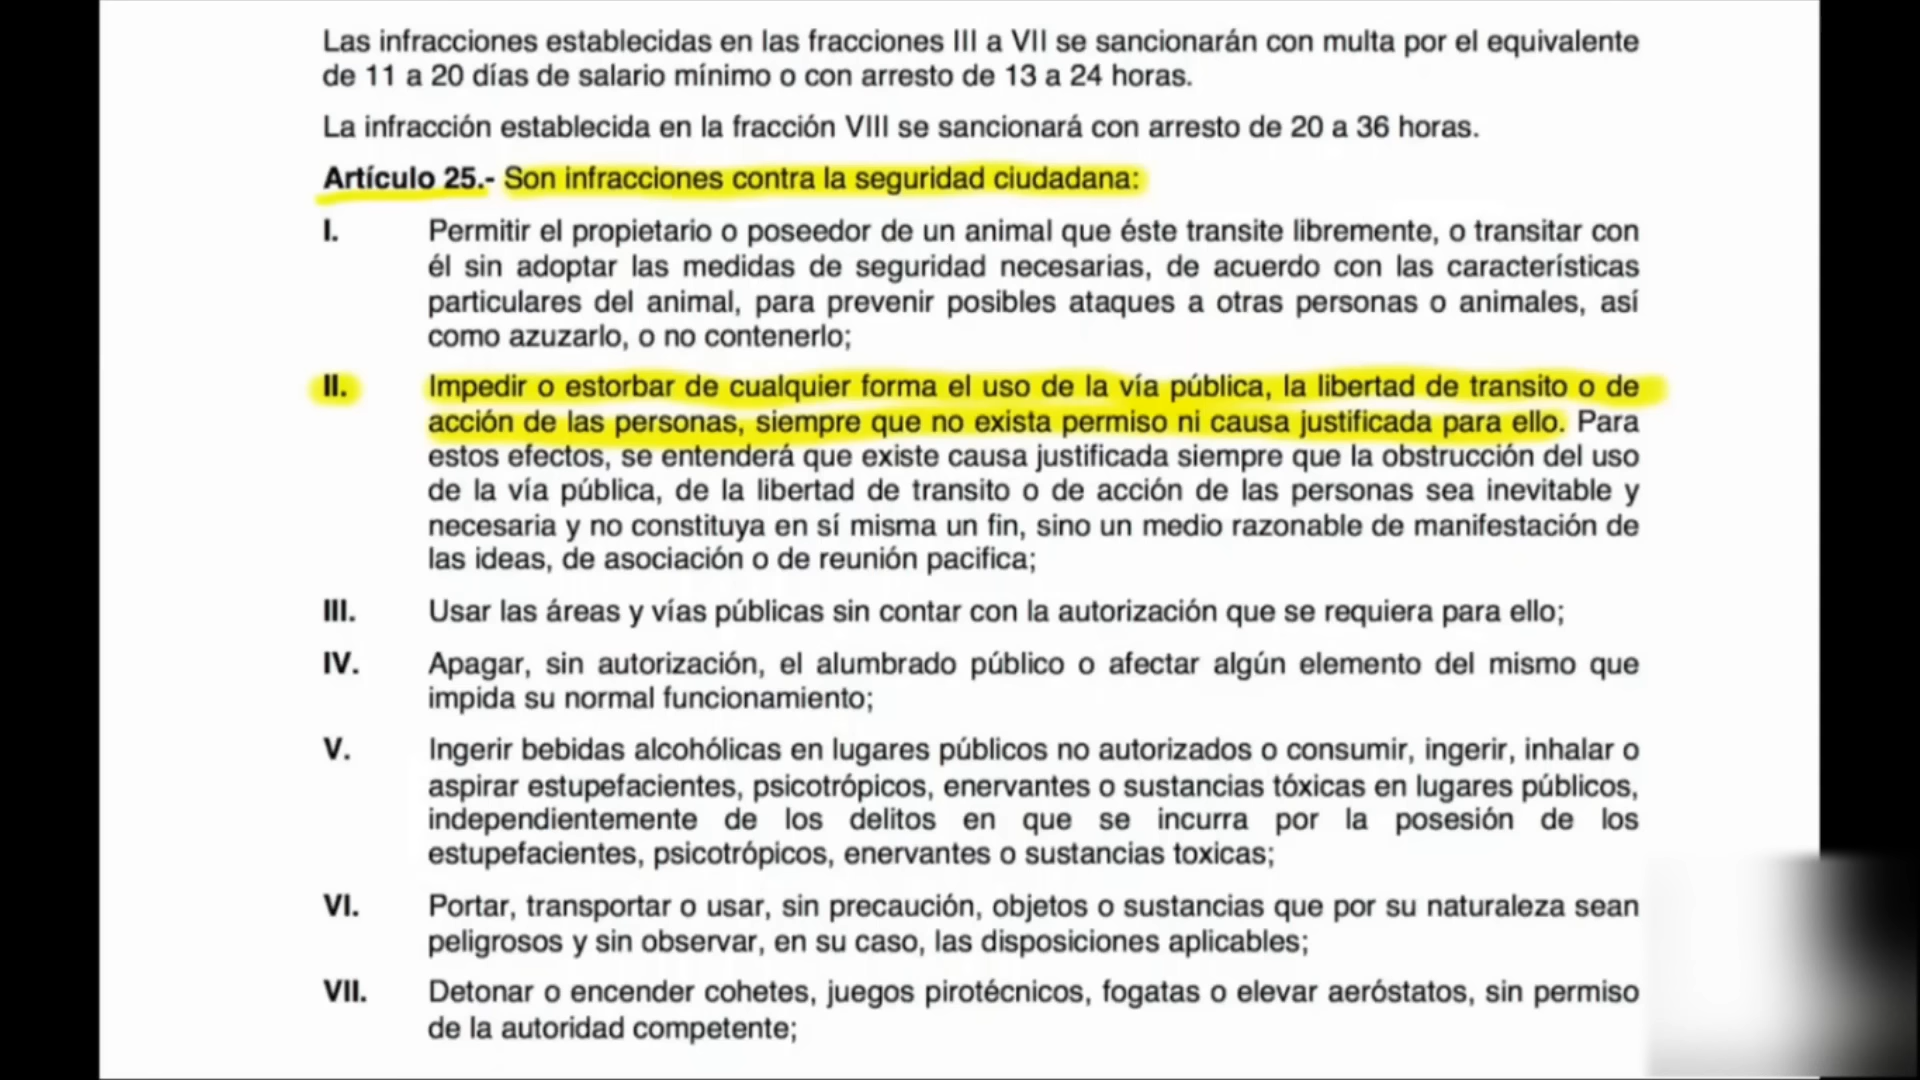 Las infracciones establecidas en las fracciones III a VII se sancionarán con multa por el equivalente
de 11 a 20 días de salario mínimo o con arresto de 13 a 24 horas.
La infracción establecida en la fracción VIII se sancionará con arresto de 20 a 36 horas.
Artículo 25.- Son infracciones contra la seguridad ciudadana:
I. Permitir el propietario o poseedor de un animal que éste transite libremente, o transitar con
él sin adoptar las medidas de seguridad necesarias, de acuerdo con las características
particulares del animal, para prevenir posibles ataques a otras personas o animales, así
como azuzarlo, o no contenerlo;
II. Impedir o estorbar de cualquier forma el uso de la vía pública, la libertad de transito o de
acción de las personas, siempre que no exista permiso ni causa justificada para ello. Para
estos efectos, se entenderá que existe causa justificada siempre que la obstrucción del uso
de la vía pública, de la libertad de transito o de acción de las personas sea inevitable y
necesaria y no constituya en sí misma un fin, sino un medio razonable de manifestación de
las ideas, de asociación o de reunión pacifica;
III. Usar las áreas y vías públicas sin contar con la autorización que se requiera para ello;
IV. Apagar, sin autorización, el alumbrado público o afectar algún elemento del mismo que
impida su normal funcionamiento;
V. Ingerir bebidas alcohólicas en lugares públicos no autorizados o consumir, ingerir, inhalar o
aspirar estupefacientes, psicotrópicos, enervantes o sustancias tóxicas en lugares públicos,
independientemente de los delitos en que se incurra por la posesión de los
estupefacientes, psicotrópicos, enervantes o sustancias toxicas;
VI. Portar, transportar o usar, sin precaución, objetos o sustancias que por su naturaleza sean
peligrosos y sin observar, en su caso, las disposiciones aplicables;
VII. Detonar o encender cohetes, juegos pirotécnicos, fogatas o elevar aeróstatos, sin permiso
de la autoridad competente;